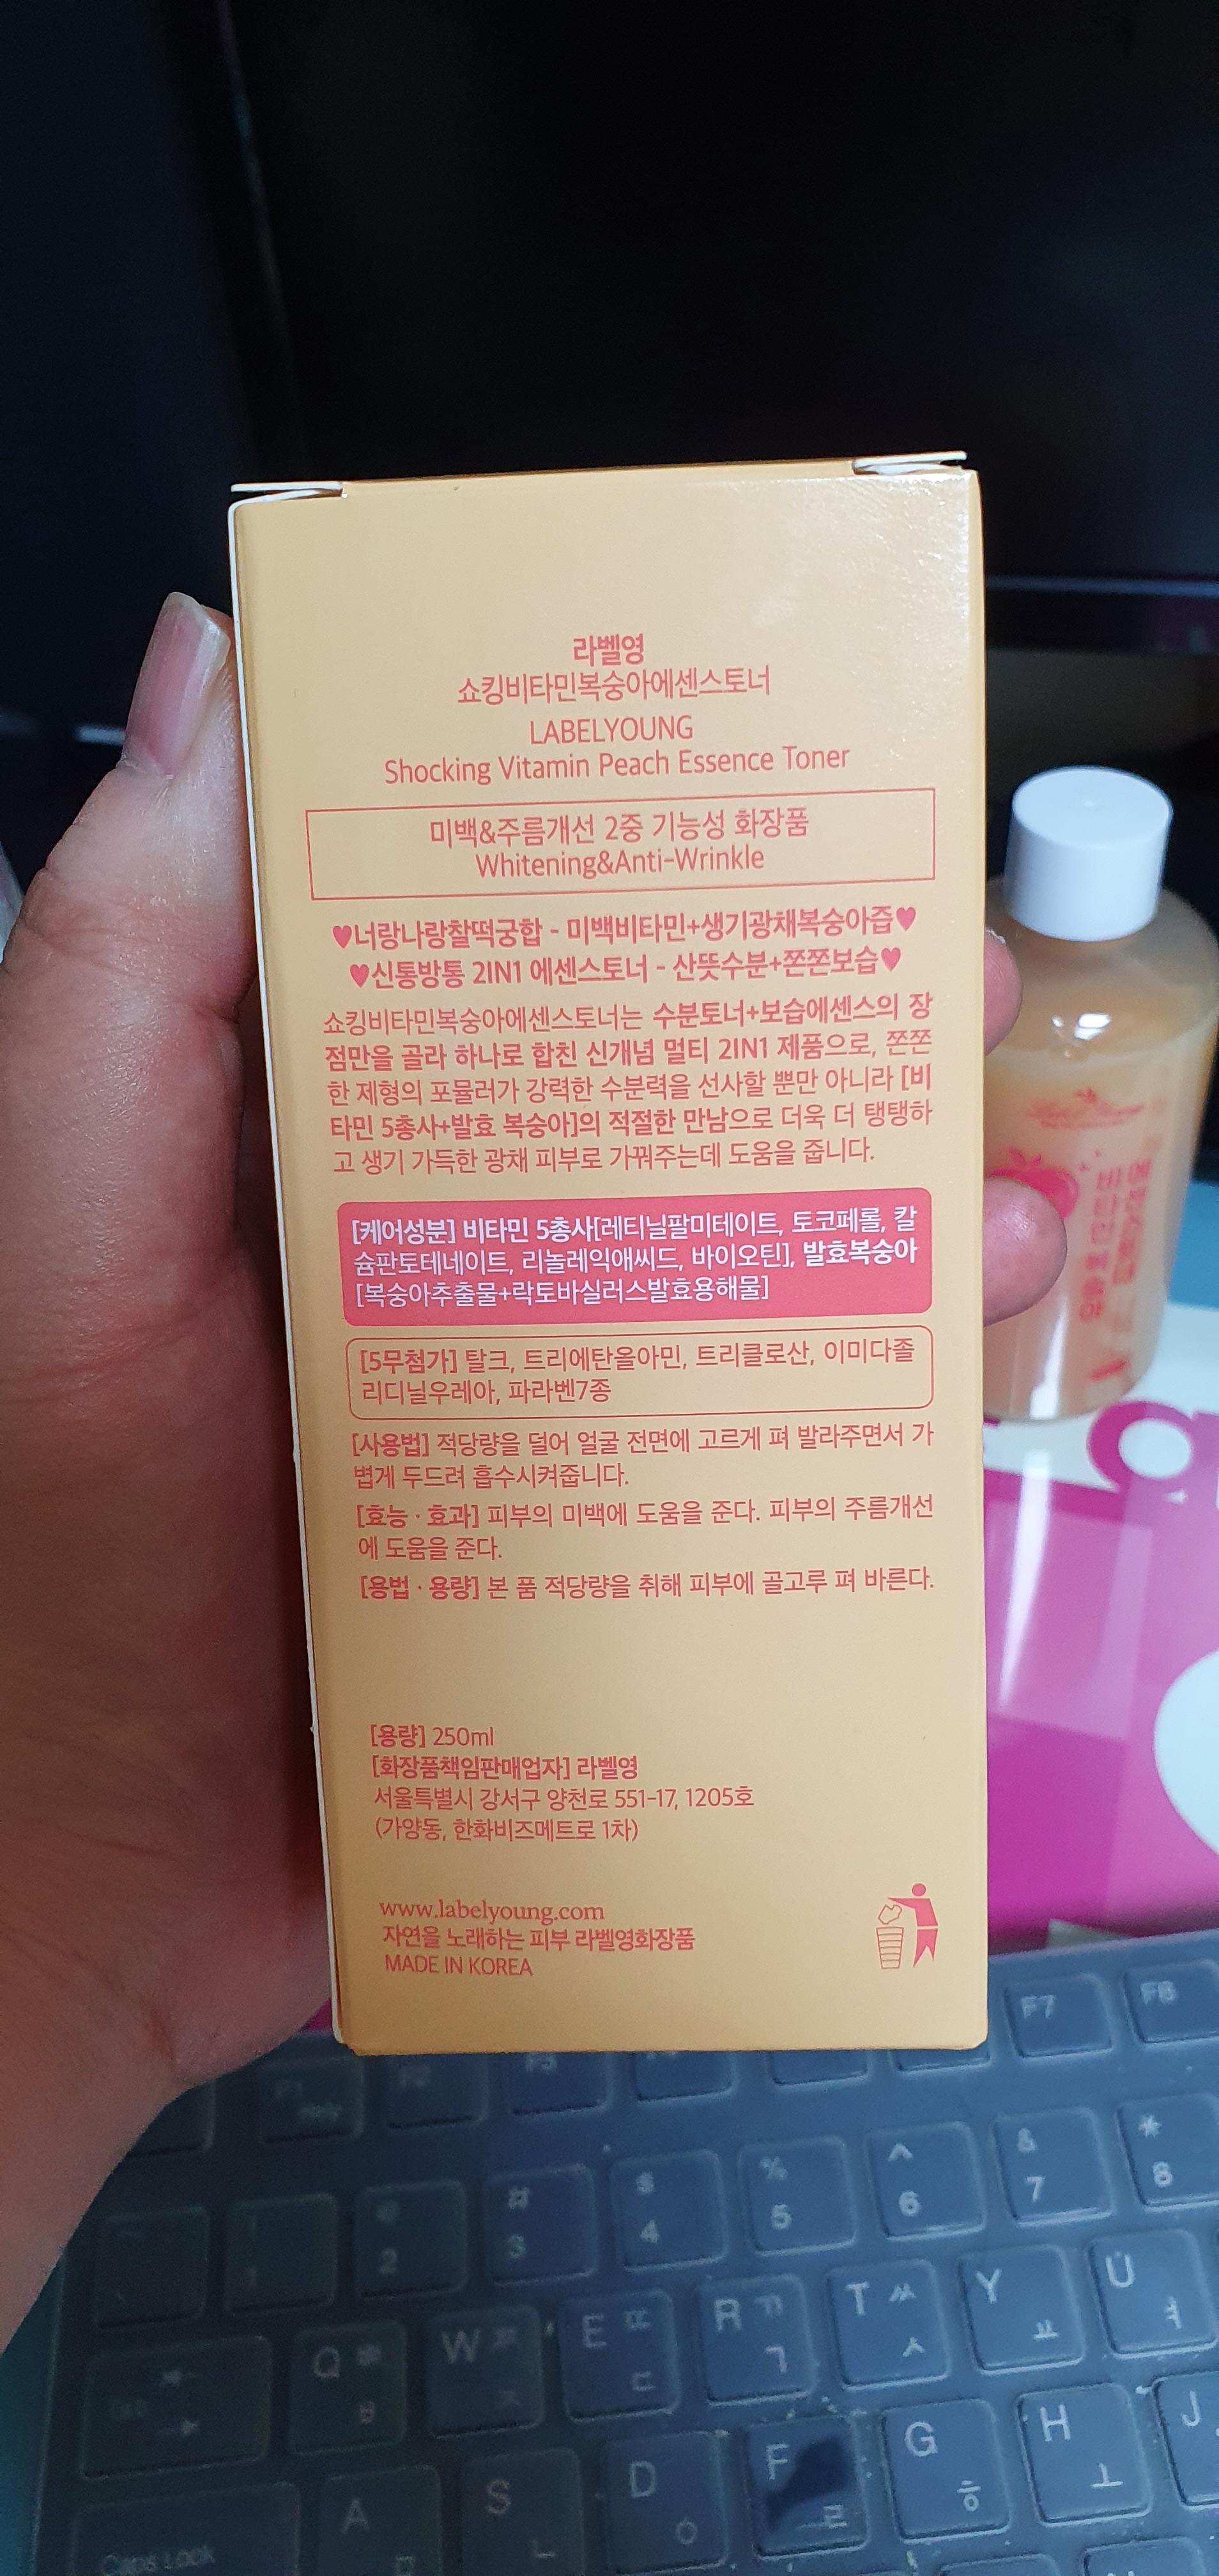 라벨영
쇼킹비타민복숭아에센스토너
LABELYOUNG
Shocking Vitamin Peach Essence Toner
미백&주름개선 2중 기능성 화장품
Whitening&Anti-Wrinkle
♥너랑나랑찰떡궁합 - 미백비타민+생기광채복숭아즙♥
♥신통방통 2IN1 에센스토너 - 산뜻수분+쫀쫀보습♥
쇼킹비타민복숭아에센스토너는 수분토너+보습에센스의 장
점만을 골라 하나로 합친 신개념 멀티 2IN1 제품으로, 쫀쫀
한 제형의 포뮬러가 강력한 수분력을 선사할 뿐만 아니라 [비
타민 5총사+발효 복숭아]의 적절한 만남으로 더욱 더 탱탱하
고 생기 가득한 광채 피부로 가꿔주는데 도움을 줍니다.
[케어성분] 비타민 5총사[레티닐팔미테이트, 토코페롤, 칼
슘판토테네이트, 리놀레익애씨드, 바이오틴], 발효복숭아
[복숭아추출물+락토바실러스발효용해물]
[5무첨가] 탈크, 트리에탄올아민, 트리클로산, 이미다졸
리디닐우레아, 파라벤7종
[사용법] 적당량을 덜어 얼굴 전면에 고르게 펴 발라주면서 가
볍게 두드려 흡수시켜줍니다.
[효능 · 효과] 피부의 미백에 도움을 준다. 피부의 주름개선
에 도움을 준다.
[용법 · 용량] 본 품 적당량을 취해 피부에 골고루 펴 바른다.
[용량] 250ml
[화장품책임판매업자] 라벨영
서울특별시 강서구 양천로 551-17, 1205호
(가양동, 한화비즈메트로 1차)
www.labelyoung.com
자연을 노래하는 피부 라벨영화장품
MADE IN KOREA
F7 F8
# $ % ^ & *
2 3 4 5 6 7 8
Q W E ㄸ ㄷ R ㄲ ㄱ T ㅆ ㅅ Y ㅛ U ㅕ
A S ㄴ D ㅇ F ㄹ G ㅎ H ㅗ J
Caps Lock